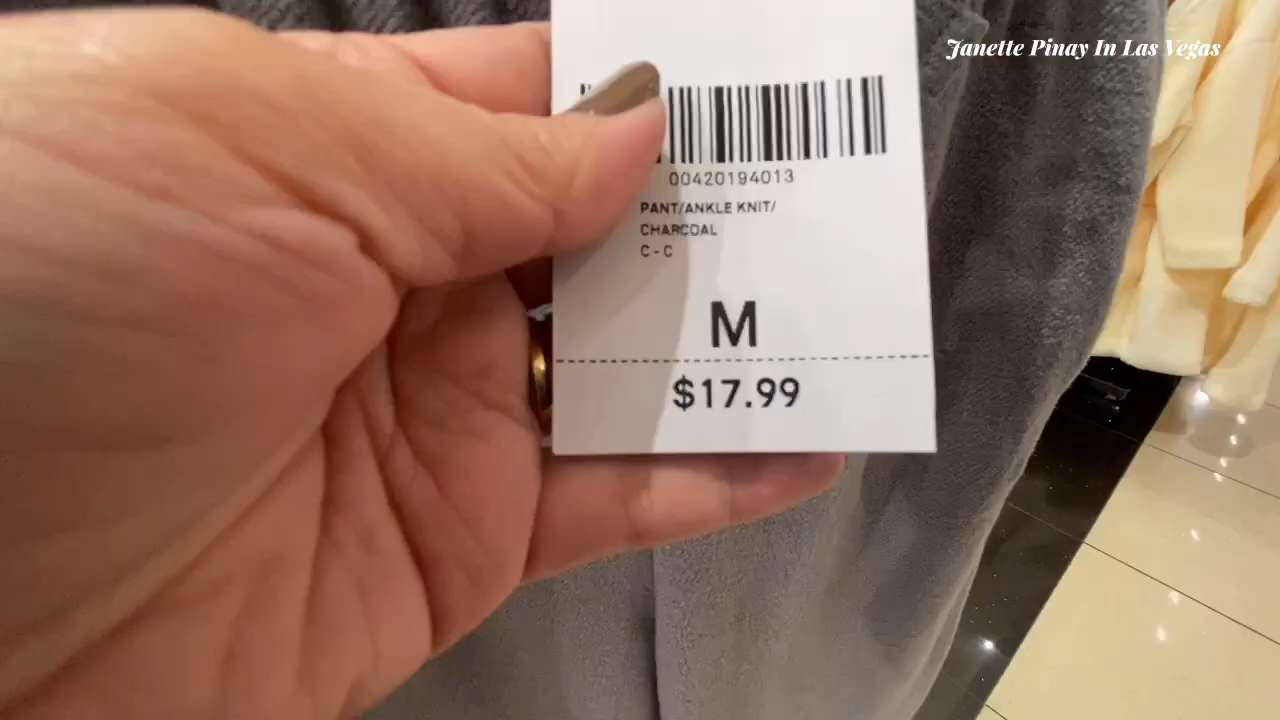 Janette Pinay In Las Vegas
00420194013
PANT/ANKLE KNIT/
CHARCOAL
C - C
M
$17.99